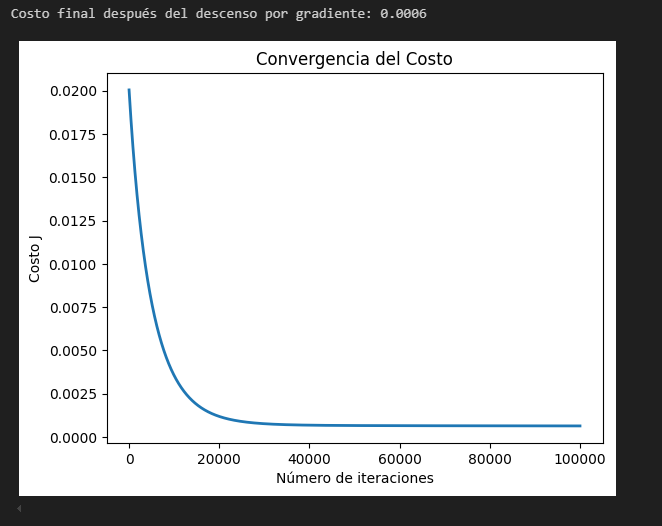 Costo final después del descenso por gradiente: 0.0006
Convergencia del Costo
0.0200
0.0175
0.0150
0.0125
0.0100
0.0075
0.0050
0.0025
0.0000
Costo J
0 20000 40000 60000 80000 100000
Número de iteraciones